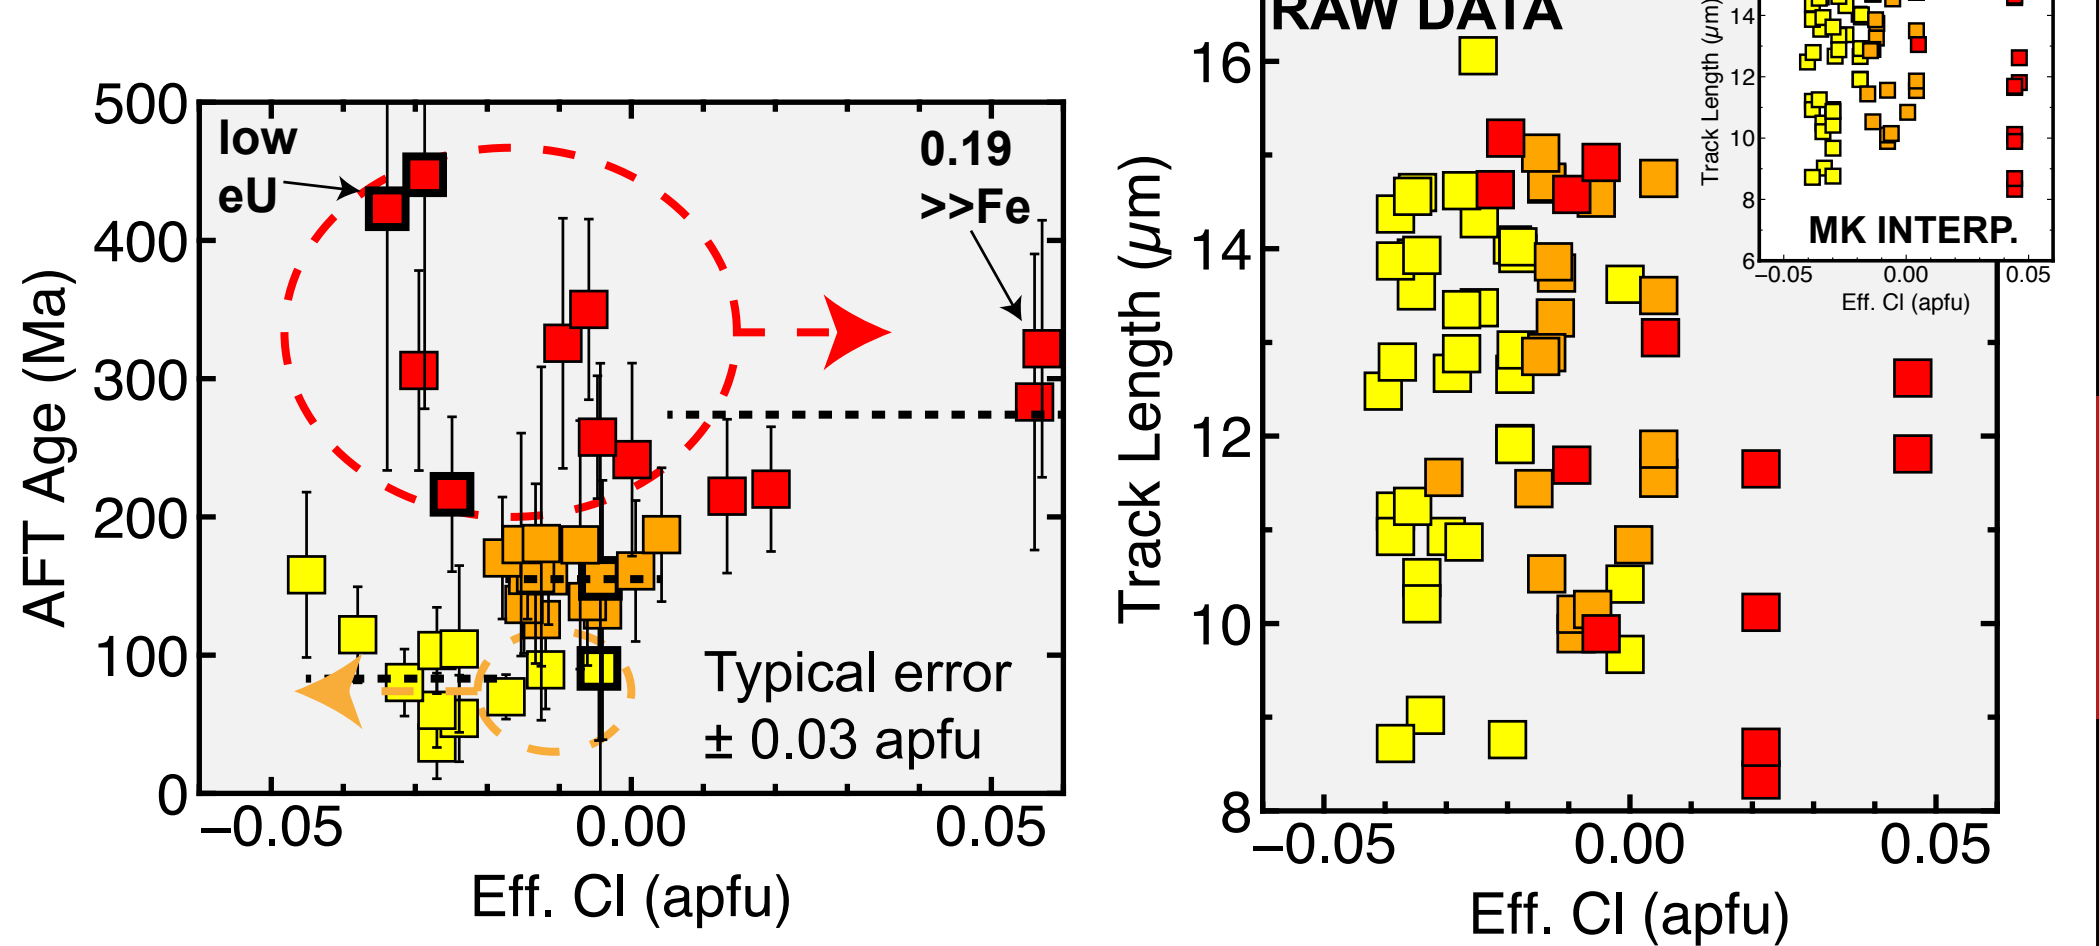 500
400
300
200
100
0
AFT Age (Ma)
low
eU
0.19
>>Fe
Typical error
± 0.03 apfu
−0.05
0.00
0.05
Eff. Cl (apfu)
RAW DATA
16
14
12
10
8
Track Length (μm)
−0.05
0.00
0.05
Eff. Cl (apfu)
14
12
10
8
6
Track Length (μm)
MK INTERP.
−0.05
0.00
0.05
Eff. Cl (apfu)